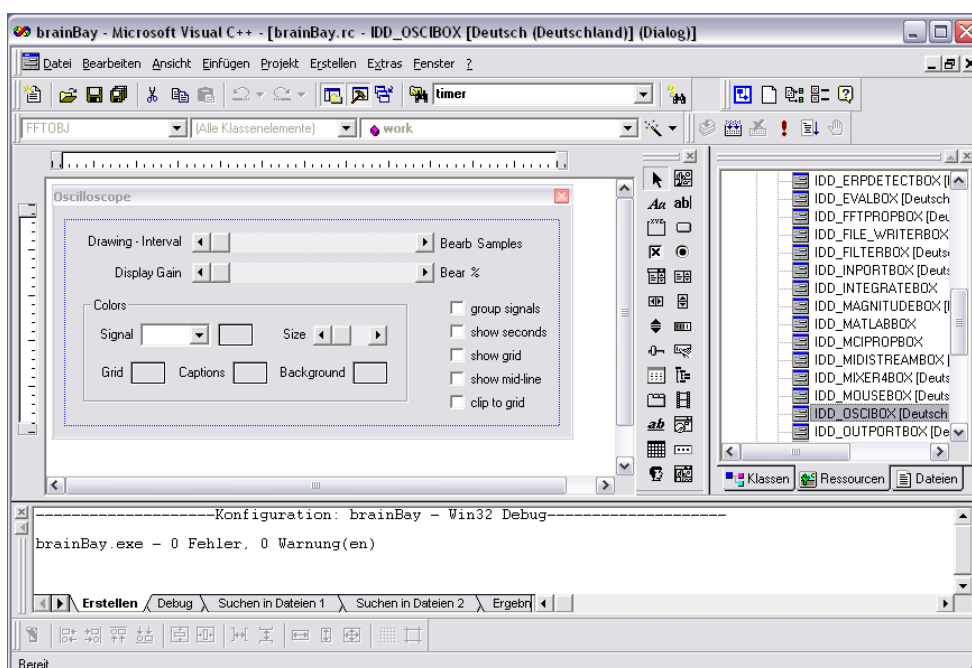 brainBay - Microsoft Visual C++ - [brainBay.rc - IDD_OSCIBOX [Deutsch (Deutschland)] (Dialog)]
Datei Bearbeiten Ansicht Einfügen Projekt Erstellen Extras Fenster ?
timer
FFTOBJ (Alle Klassenelemente) work
Oscilloscope
Drawing - Interval Bearb Samples
Display Gain Bear %
Colors
Signal Size
Grid Captions Background
group signals
show seconds
show grid
show mid-line
clip to grid
Aa ab|
XYZ
ab
IDD_ERPDETECTBOX [I
IDD_EVALBOX [Deutsch
IDD_FFTPROPBOX [Deu
IDD_FILE_WRITERBOX
IDD_FILTERBOX [Deuts
IDD_INPORTBOX [Deuts
IDD_INTEGRATEBOX
IDD_MAGNITUDEBOX [I
IDD_MATLABBOX
IDD_MCIPROPBOX
IDD_MIDISTREAMBOX [
IDD_MIXER4BOX [Deuts
IDD_MOUSEBOX [Deuts
IDD_OSCIBOX [Deutsch
IDD_OUTPORTBOX [De
Klassen Ressourcen Dateien
--------------------Konfiguration: brainBay - Win32 Debug--------------------
brainBay.exe - 0 Fehler, 0 Warnung(en)
Erstellen Debug Suchen in Dateien 1 Suchen in Dateien 2 Ergebn
Bereit